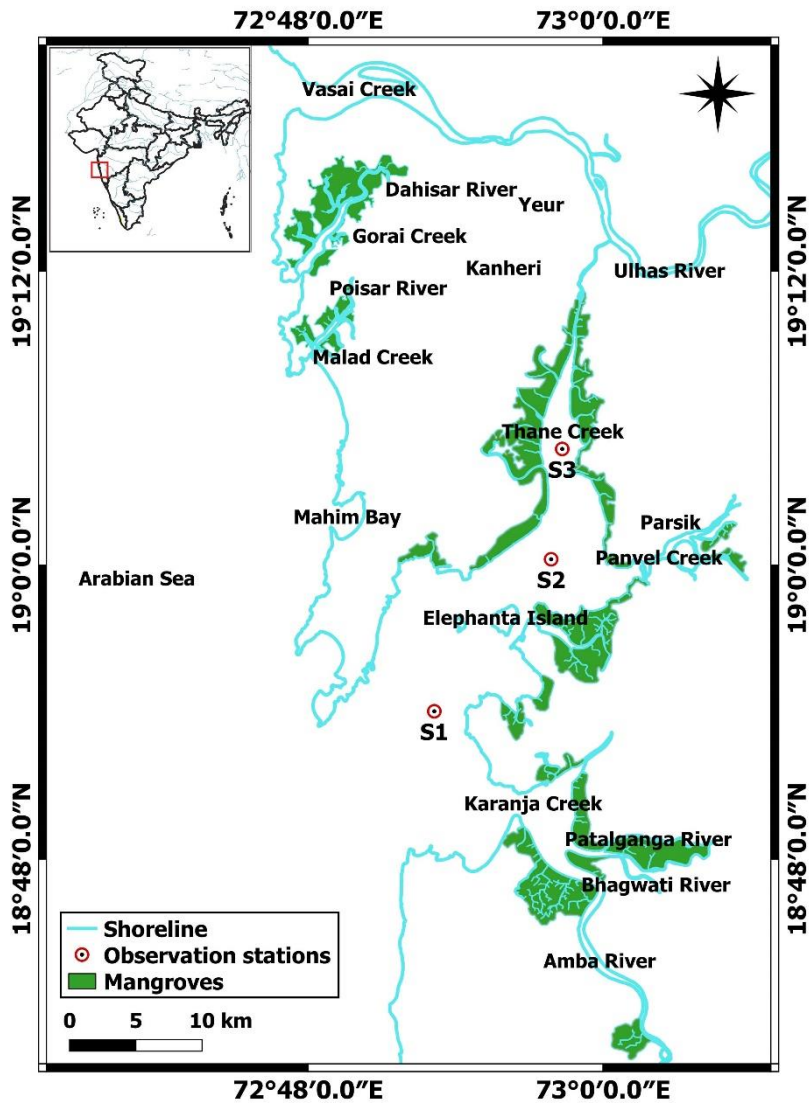 72°48′0.0″E
73°0′0.0″E
Vasai Creek
Dahisar River
Yeur
Gorai Creek
Kanheri
Ulhas River
19°12′0.0″N
19°12′0.0″N
Poisar River
Malad Creek
Thane Creek
S3
Mahim Bay
Parsik
Panvel Creek
S2
Arabian Sea
19°0′0.0″N
19°0′0.0″N
Elephanta Island
S1
Karanja Creek
Patalganga River
18°48′0.0″N
18°48′0.0″N
Bhagwati River
Amba River
Shoreline
Observation stations
Mangroves
0 5 10 km
72°48′0.0″E
73°0′0.0″E